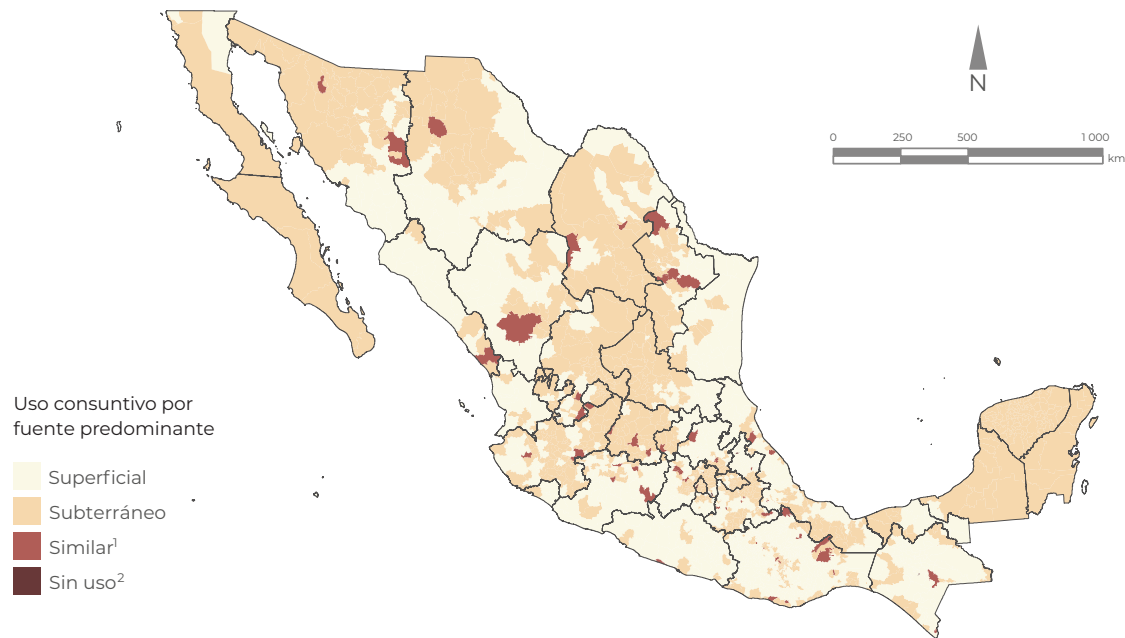 N
0 250 500 1 000
km
Uso consuntivo por
fuente predominante
Superficial
Subterráneo
Similar1
Sin uso2